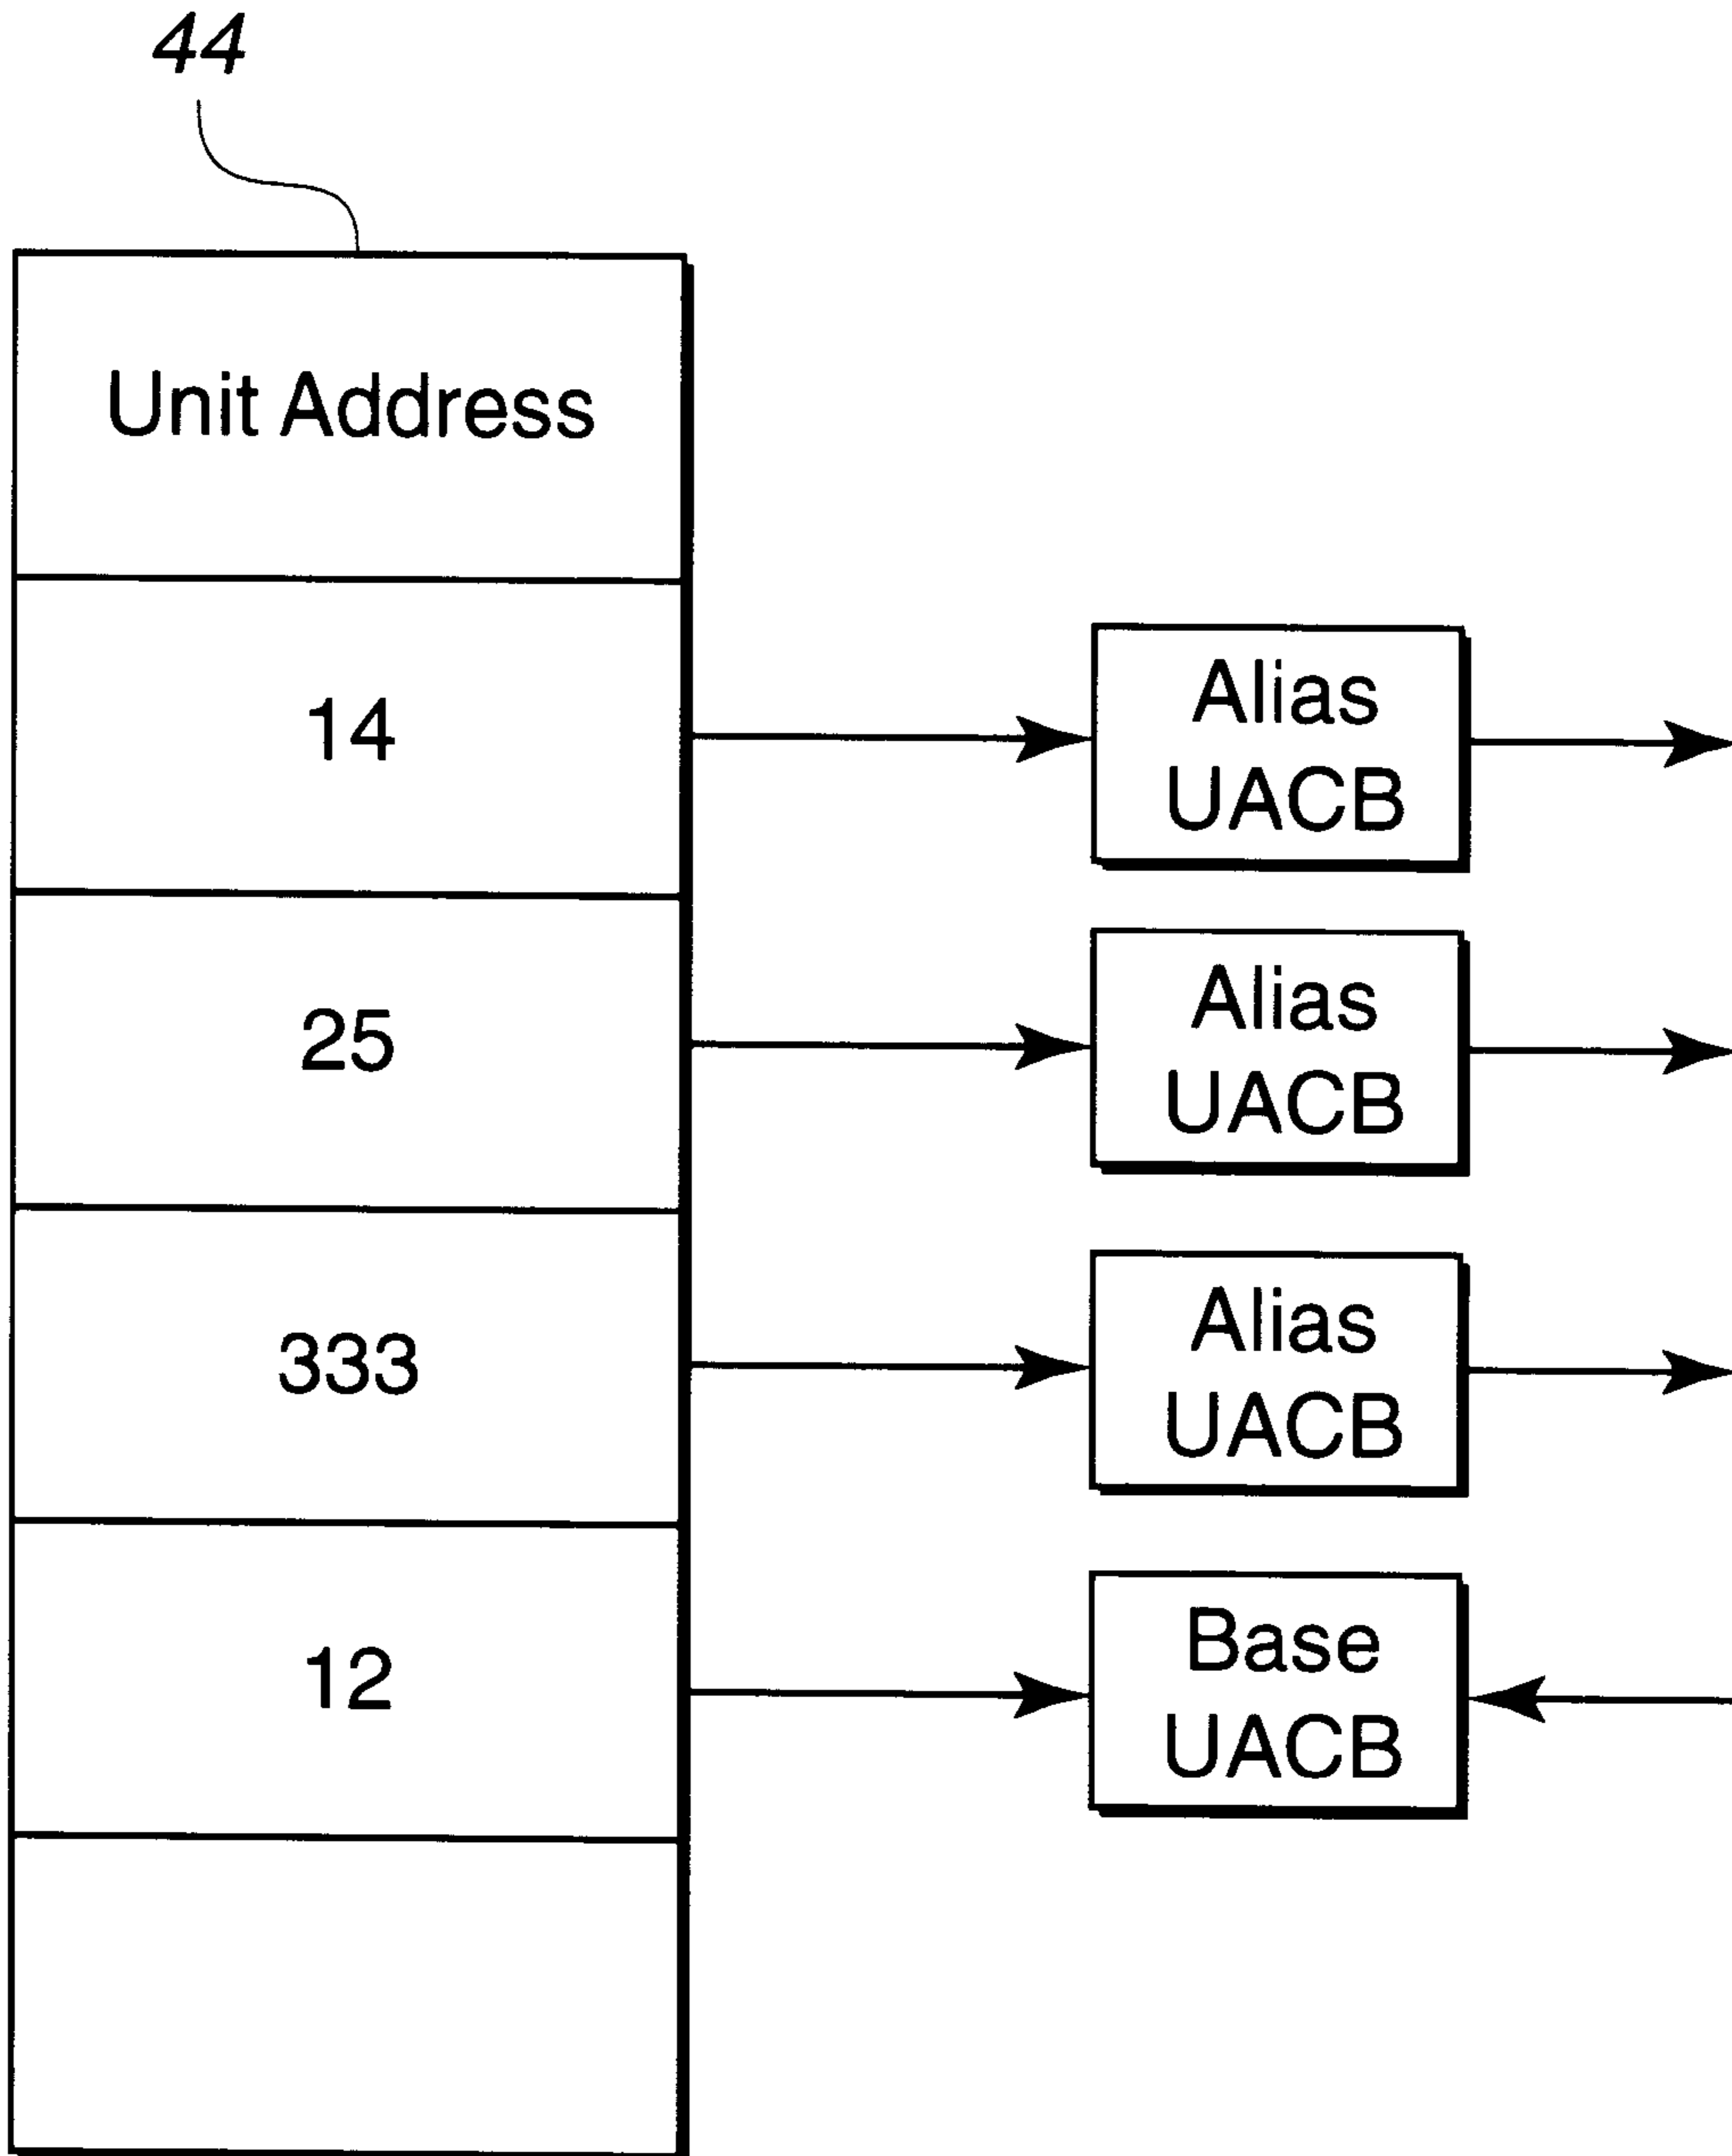 44
Unit Address
14
Alias
UACB
25
Alias
UACB
333
Alias
UACB
12
Base
UACB